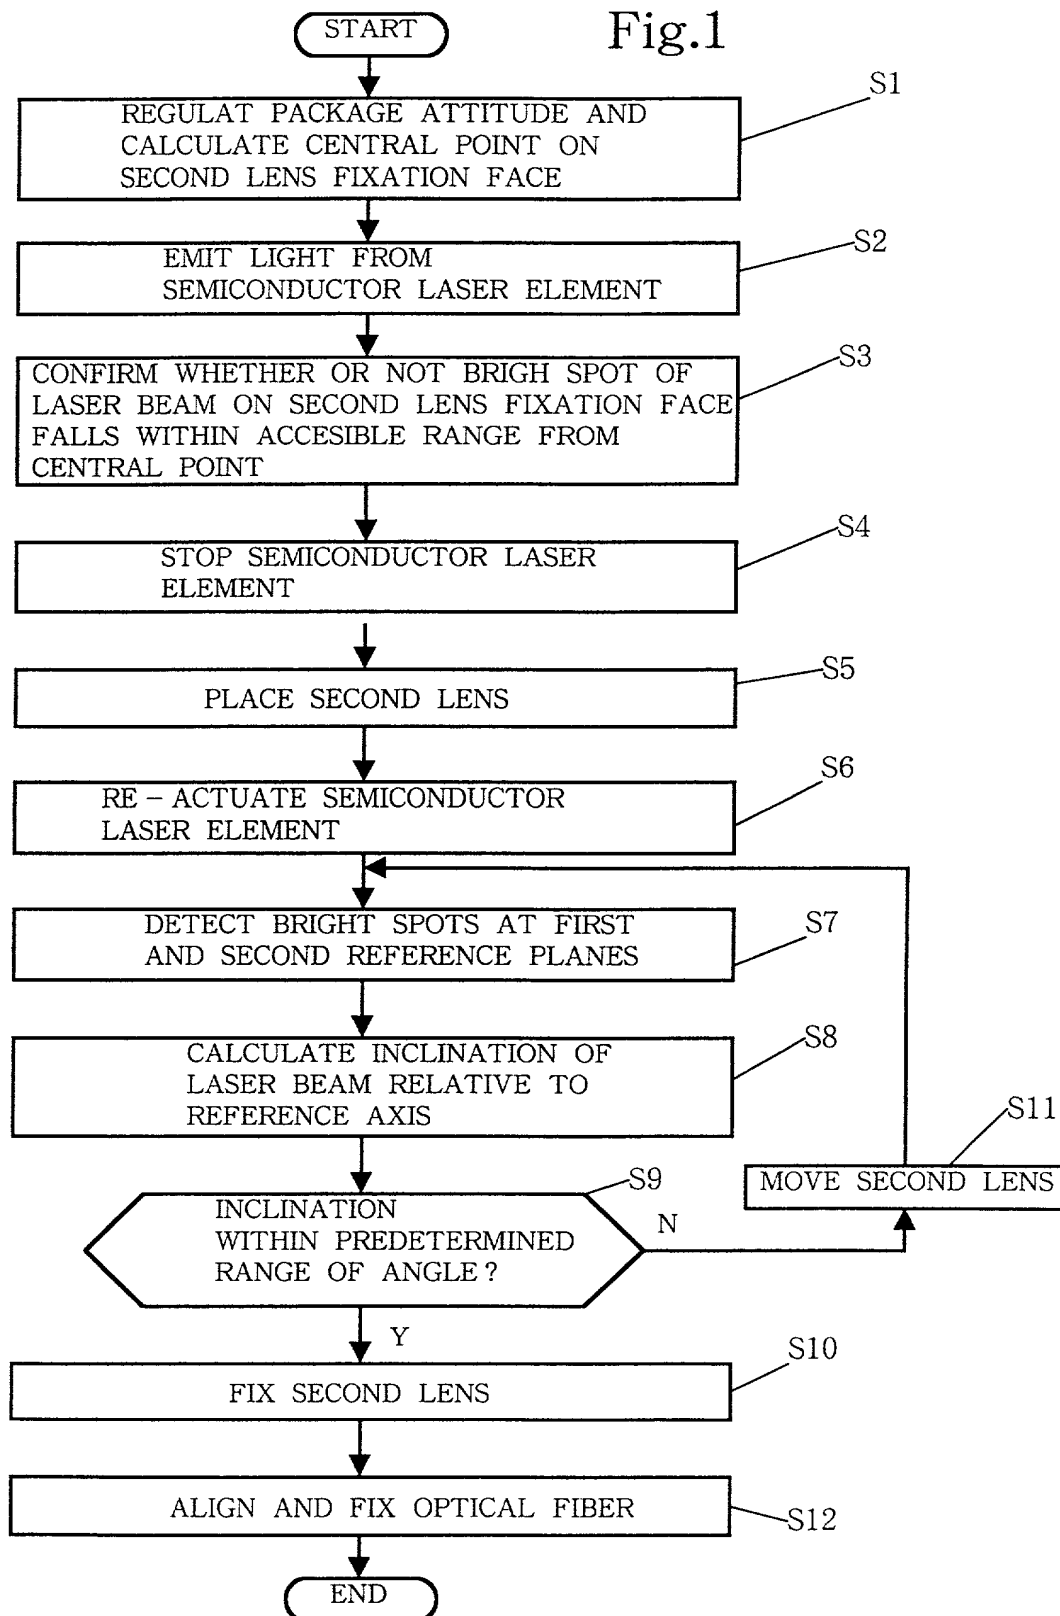 START
Fig.1
S1
REGULAT PACKAGE ATTITUDE AND
CALCULATE CENTRAL POINT ON
SECOND LENS FIXATION FACE
S2
EMIT LIGHT FROM
SEMICONDUCTOR LASER ELEMENT
S3
CONFIRM WHETHER OR NOT BRIGH SPOT OF
LASER BEAM ON SECOND LENS FIXATION FACE
FALLS WITHIN ACCESIBLE RANGE FROM
CENTRAL POINT
S4
STOP SEMICONDUCTOR LASER
ELEMENT
S5
PLACE SECOND LENS
S6
RE-ACTUATE SEMICONDUCTOR
LASER ELEMENT
S7
DETECT BRIGHT SPOTS AT FIRST
AND SECOND REFERENCE PLANES
S8
CALCULATE INCLINATION OF
LASER BEAM RELATIVE TO
REFERENCE AXIS
S11
MOVE SECOND LENS
S9
INCLINATION
WITHIN PREDETERMINED
RANGE OF ANGLE?
N
Y
S10
FIX SECOND LENS
ALIGN AND FIX OPTICAL FIBER
S12
END